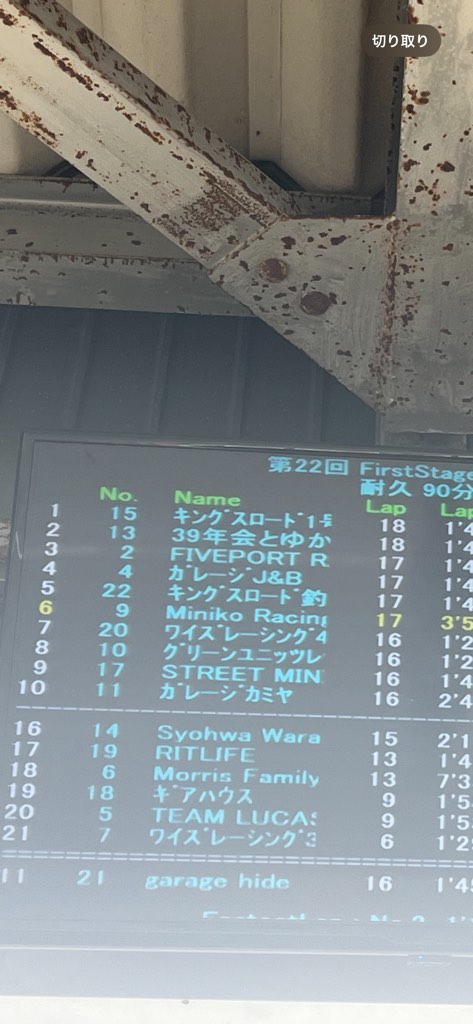 切り取り
第22回 FirstStage
耐久 90分
No. Name Lap Lap
1 15 キングスロード1号 18 1'4
2 13 39年会とゆか 18 1'4
3 2 FIVEPORT R 17 1'4
4 4 ガレージJ&B 17 1'4
5 22 キングスロード釣 17 1'4
6 9 Miniko Racing 17 3'5
7 20 ワイズレーシング4 16 1'2
8 10 グリーンユニッツレ 16 1'2
9 17 STREET MIN 16 1'4
10 11 ガレージカミヤ 16 2'4
16 14 Syohwa Wara 15 2'1
17 19 RITLIFE 13 1'4
18 6 Morris Family 13 7'3
19 18 ギアハウス 9 1'5
20 5 TEAM LUCAS 9 1'5
21 7 ワイズレーシング3 6 1'2
11 21 garage hide 16 1'4